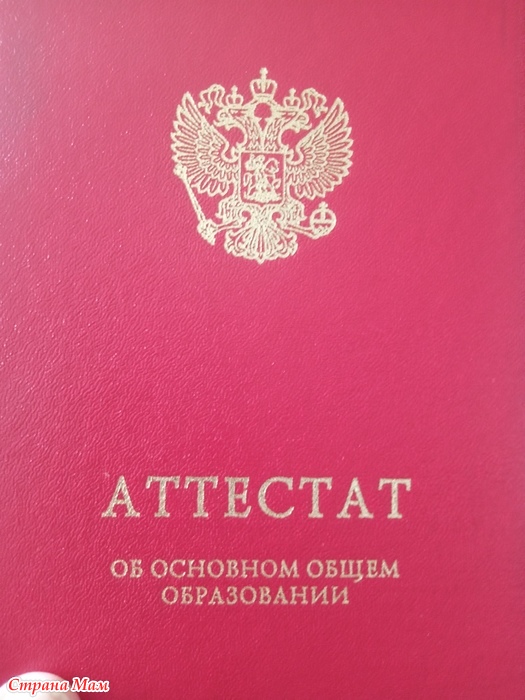 АТТЕСТАТ
ОБ ОСНОВНОМ ОБЩЕМ
ОБРАЗОВАНИИ
Страна Мам